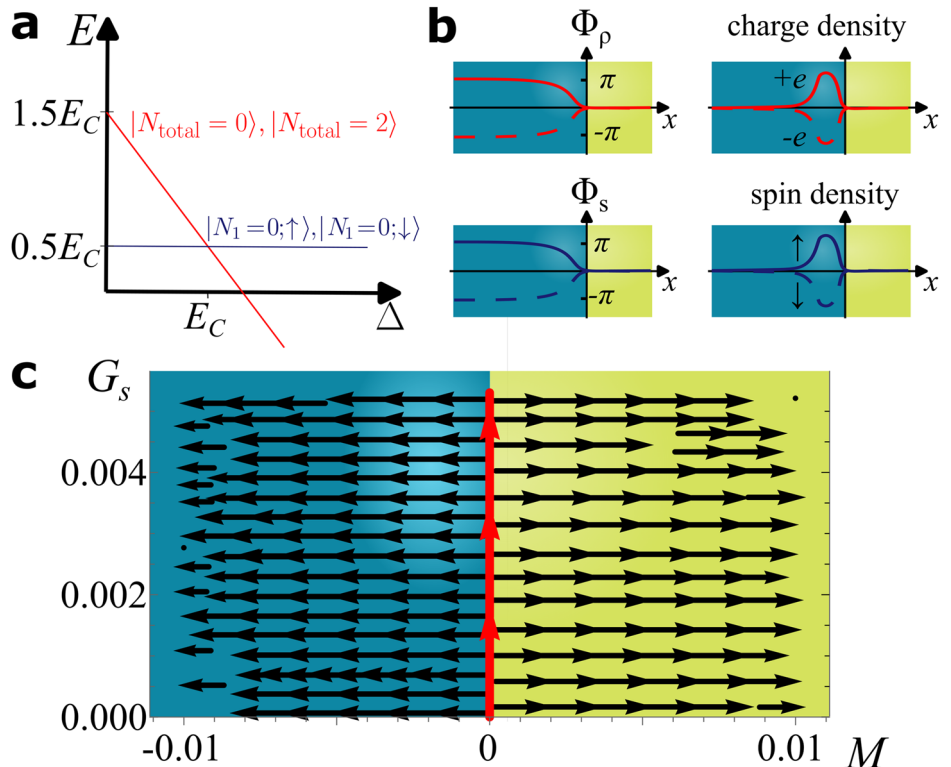 a
E
1.5E_C
|N_total = 0⟩, |N_total = 2⟩
|N_1=0;↑⟩,|N_1=0;↓⟩
0.5E_C
E_C
Δ
b
Φ_ρ
π
-π
x
charge density
+e
-e
x
Φ_s
π
-π
x
spin density
↑
↓
x
c
G_s
0.004
0.002
0.000
-0.01
0
0.01
M